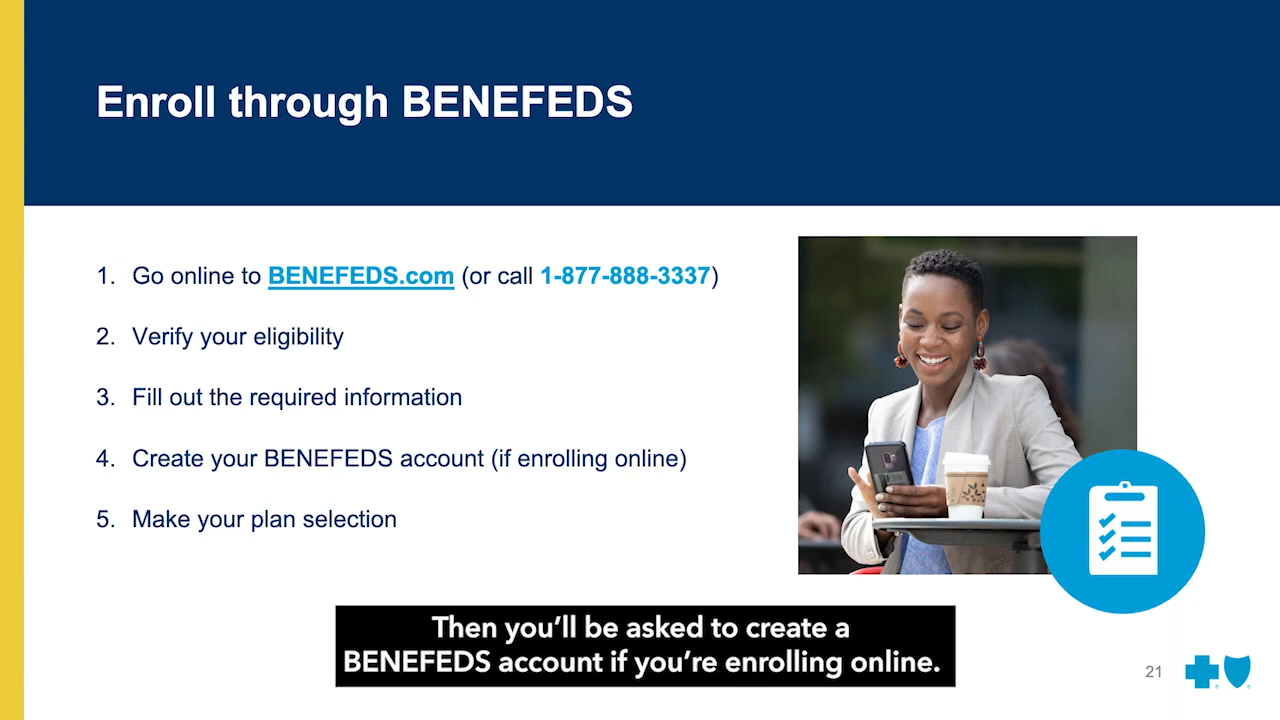 Enroll through BENEFEDS
1. Go online to BENEFEDS.com (or call 1-877-888-3337)
2. Verify your eligibility
3. Fill out the required information
4. Create your BENEFEDS account (if enrolling online)
5. Make your plan selection
Then you’ll be asked to create a
BENEFEDS account if you’re enrolling online.
21
® ®